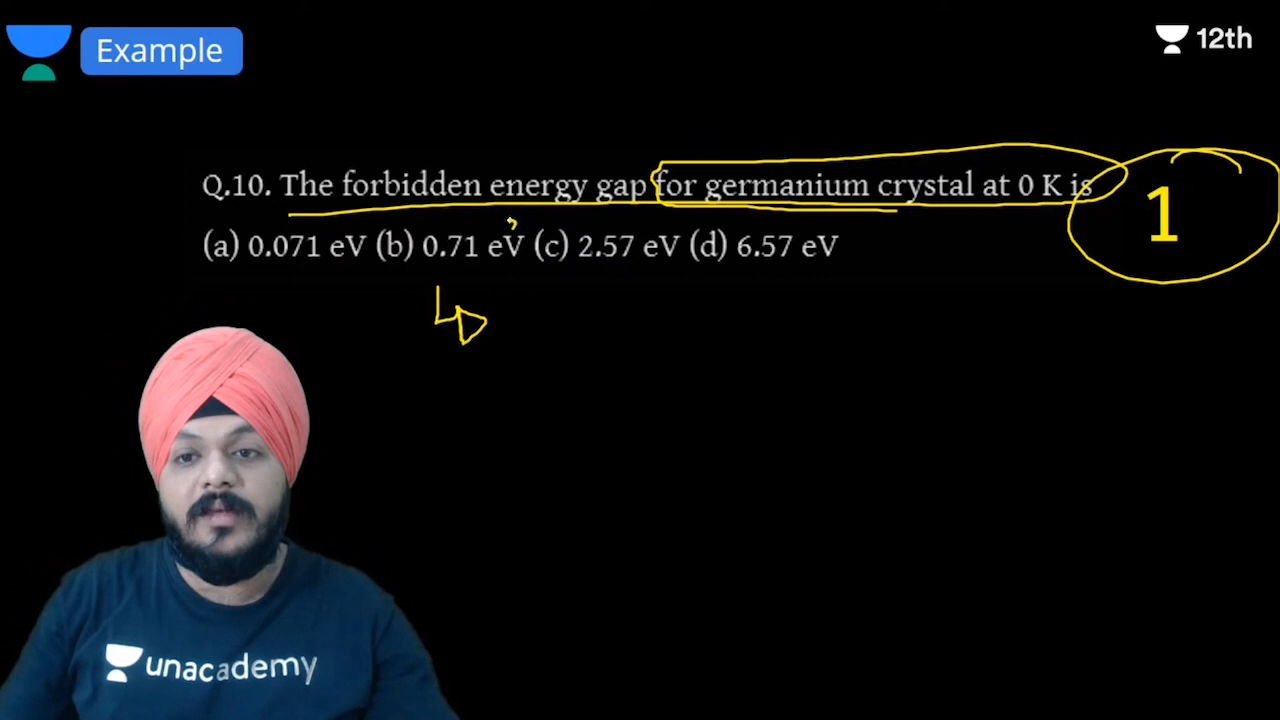 Example
12th
Q.10. The forbidden energy gap for germanium crystal at 0 K is
1
(a) 0.071 eV (b) 0.71 eV (c) 2.57 eV (d) 6.57 eV
unacademy